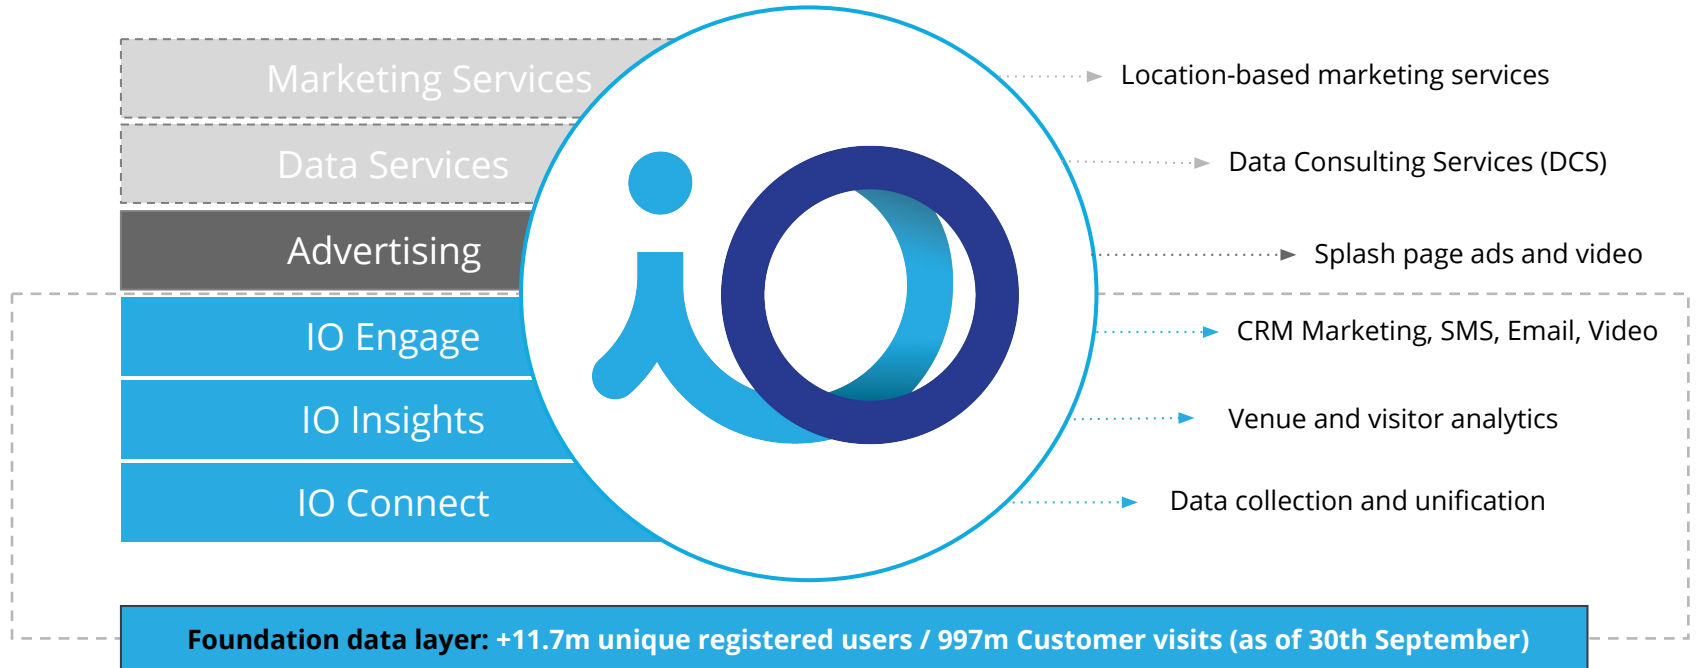 Marketing Services
Location-based marketing services
Data Services
Data Consulting Services (DCS)
Advertising
Splash page ads and video
IO Engage
CRM Marketing, SMS, Email, Video
IO Insights
Venue and visitor analytics
IO Connect
Data collection and unification
iO
Foundation data layer: +11.7m unique registered users / 997m Customer visits (as of 30th September)